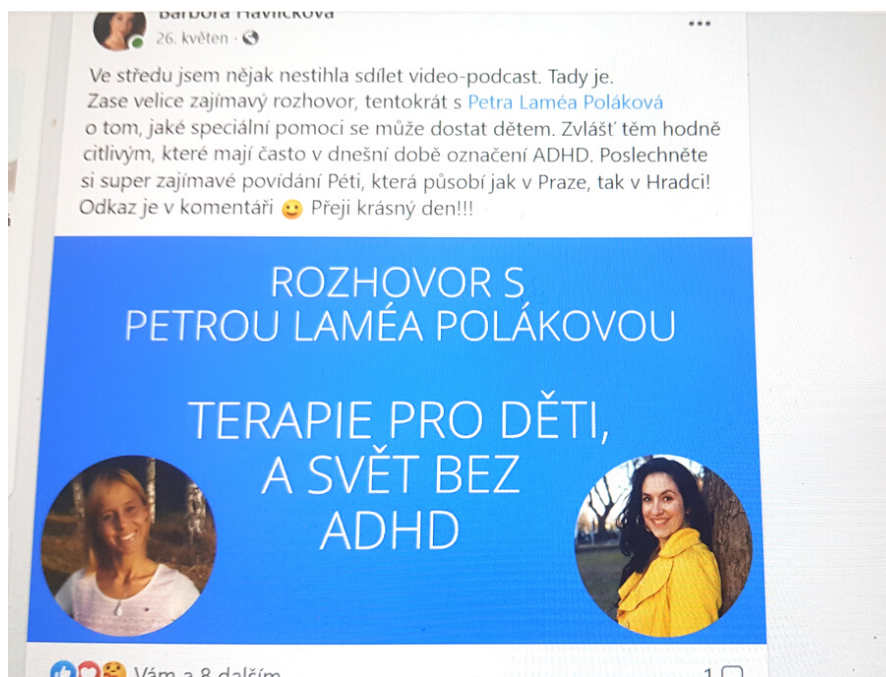 Barbora Havlíčková
26. květen ·
Ve středu jsem nějak nestihla sdílet video-podcast. Tady je.
Zase velice zajímavý rozhovor, tentokrát s Petra Laméa Poláková
o tom, jaké speciální pomoci se může dostat dětem. Zvlášť těm hodně
citlivým, které mají často v dnešní době označení ADHD. Poslechněte
si super zajímavé povídání Péti, která působí jak v Praze, tak v Hradci!
Odkaz je v komentáři 🙂 Přeji krásný den!!!
ROZHOVOR S
PETROU LAMÉA POLÁKOVOU
TERAPIE PRO DĚTI,
A SVĚT BEZ
ADHD
Vám a 8 dalším
1